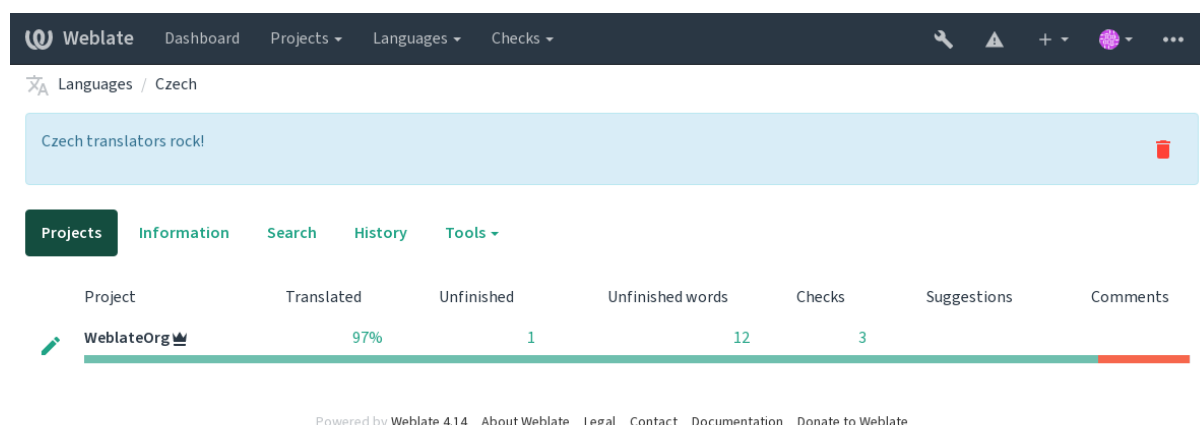 Weblate Dashboard Projects Languages Checks
Languages / Czech
Czech translators rock!
Projects Information Search History Tools
Project Translated Unfinished Unfinished words Checks Suggestions Comments
WeblateOrg 97% 1 12 3
Powered by Weblate 4.14 About Weblate Legal Contact Documentation Donate to Weblate